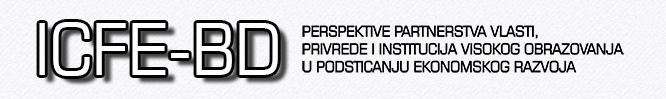 ICFE-BD
PERSPEKTIVE PARTNERSTVA VLASTI,
PRIVREDE I INSTITUCIJA VISOKOG OBRAZOVANJA
U PODSTICANJU EKONOMSKOG RAZVOJA